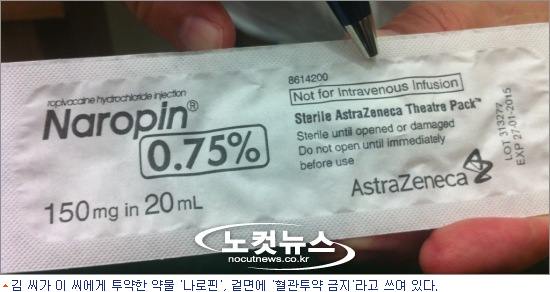 ropivacaine hydrochloride injection
Naropin®
0.75%
150 mg in 20 mL
8614200
Not for Intravenous Infusion
Sterile AstraZeneca Theatre Pack™
Sterile until opened or damaged
Do not open until immediately
before use
AstraZeneca
LOT 313277
EXP 27-01-2015
노컷뉴스
nocutnews.co.kr
▲김 씨가 이 씨에게 투약한 약물 '나로핀', 겉면에 '혈관투약 금지'라고 쓰여 있다.